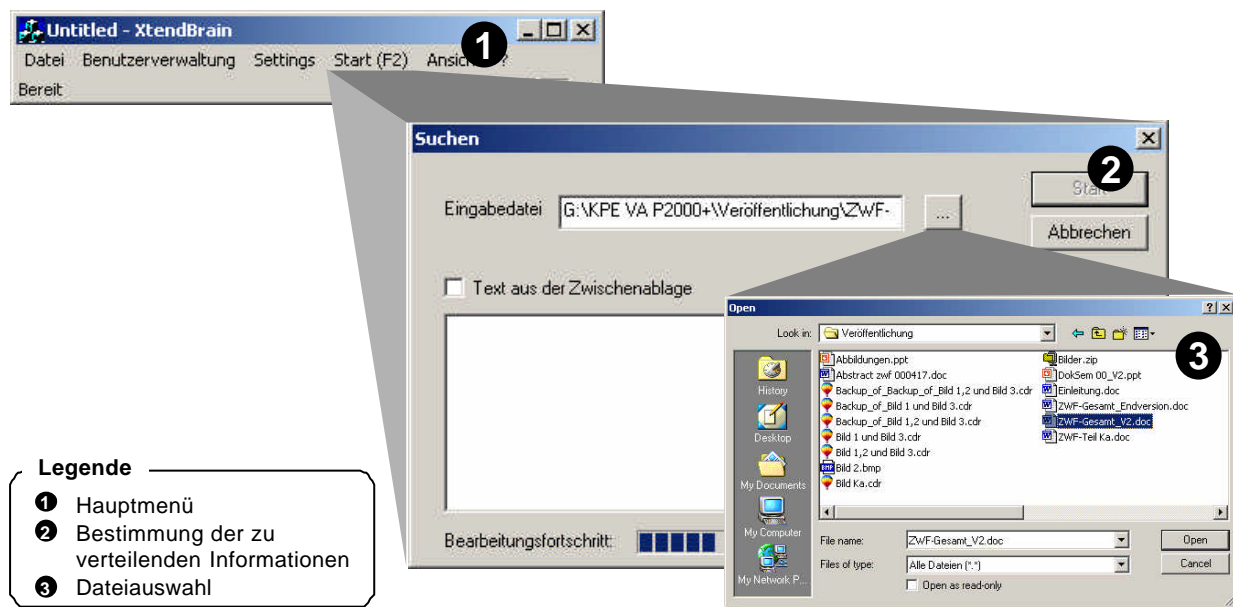 Untitled - XtendBrain
Datei Benutzerverwaltung Settings Start (F2) ?
Bereit
1
Suchen
2
Eingabedatei G:\KPE VA P2000+\Veröffentlichung\ZWF- ...
Abbrechen
Text aus der Zwischenablage
Bearbeitungsfortschritt:
Open
Look in: Veröffentlichung
3
History
Desktop
My Documents
My Computer
My Network P...
Abbildungen.ppt
Abstract zwf 000417.doc
Backup_of_Backup_of_Bild 1,2 und Bild 3.cdr
Backup_of_Bild 1 und Bild 3.cdr
Backup_of_Bild 1,2 und Bild 3.cdr
Bild 1 und Bild 3.cdr
Bild 1,2 und Bild 3.cdr
Bild 2.bmp
Bild Ka.cdr
Bilder.zip
DokSem 00_V2.ppt
Einleitung.doc
ZWF-Gesamt_Endversion.doc
ZWF-Gesamt_V2.doc
ZWF-Teil Ka.doc
File name: ZWF-Gesamt_V2.doc Open
Files of type: Alle Dateien (*.*) Cancel
Open as read-only
Legende
1 Hauptmenü
2 Bestimmung der zu
verteilenden Informationen
3 Dateiauswahl